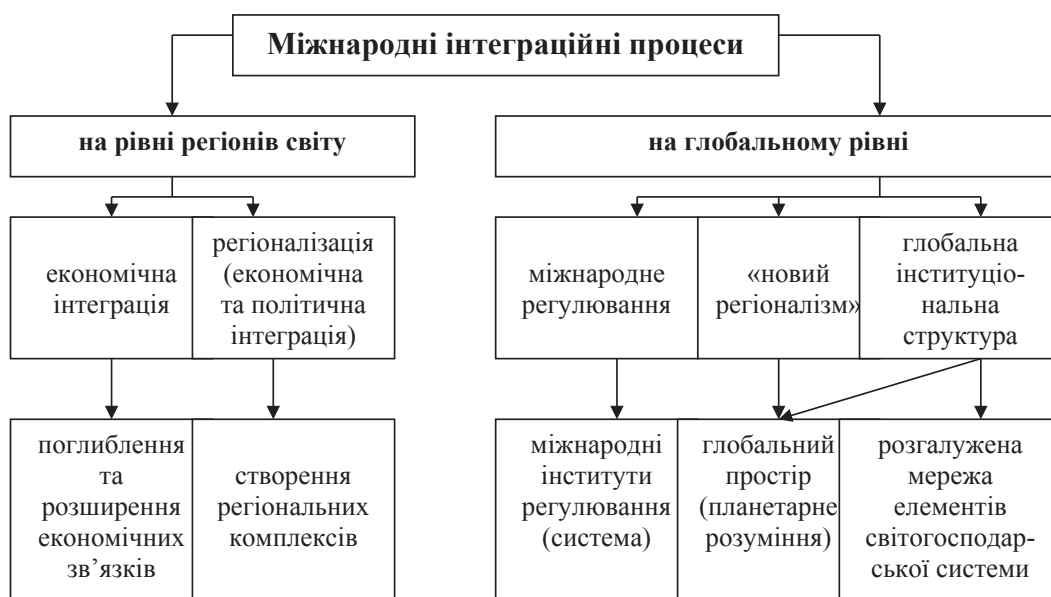 Міжнародні інтеграційні процеси
на рівні регіонів світу
на глобальному рівні
економічна
інтеграція
регіоналізація
(економічна
та політична
інтеграція)
міжнародне
регулювання
«новий
регіоналізм»
глобальна
інституціо-
нальна
структура
поглиблення
та
розширення
економічних
зв’язків
створення
регіональних
комплексів
міжнародні
інститути
регулювання
(система)
глобальний
простір
(планетарне
розуміння)
розгалужена
мережа
елементів
світогосподар-
ської системи